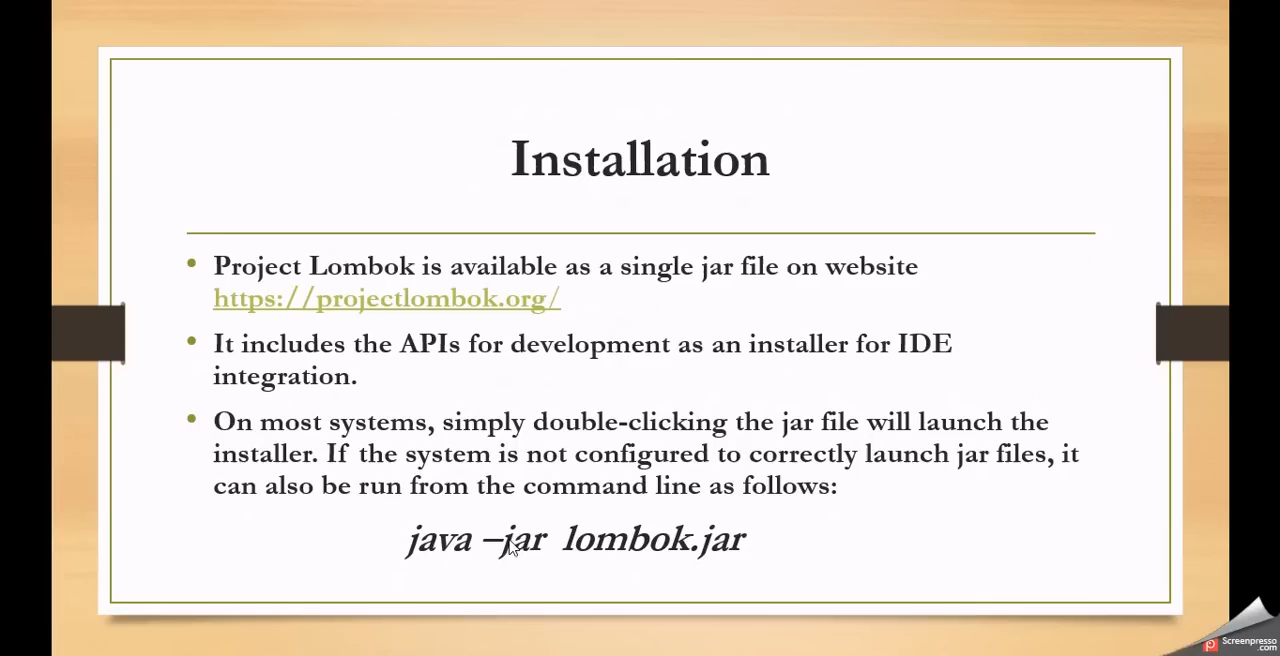 Installation
• Project Lombok is available as a single jar file on website
https://projectlombok.org/
• It includes the APIs for development as an installer for IDE
integration.
• On most systems, simply double-clicking the jar file will launch the
installer. If the system is not configured to correctly launch jar files, it
can also be run from the command line as follows:
java –jar lombok.jar
Screenpresso
.com